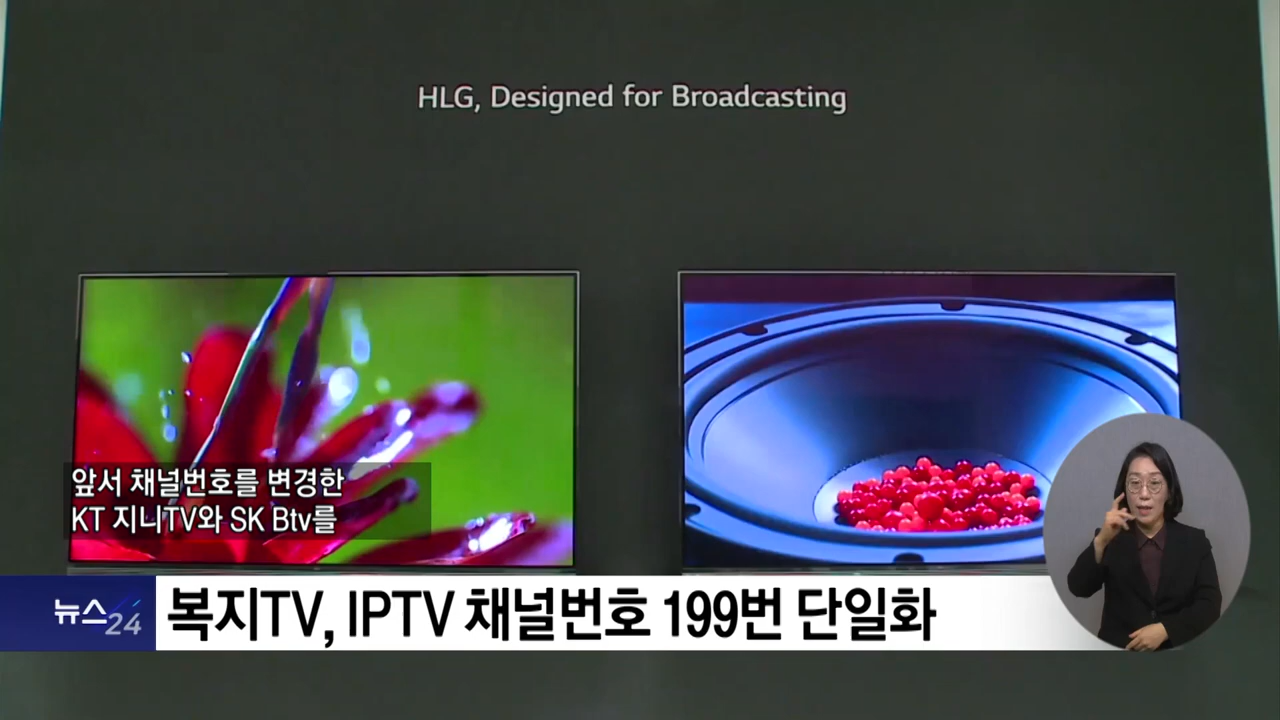 HLG, Designed for Broadcasting
앞서 채널번호를 변경한
KT 지니TV와 SK Btv를
뉴스24
복지TV, IPTV 채널번호 199번 단일화